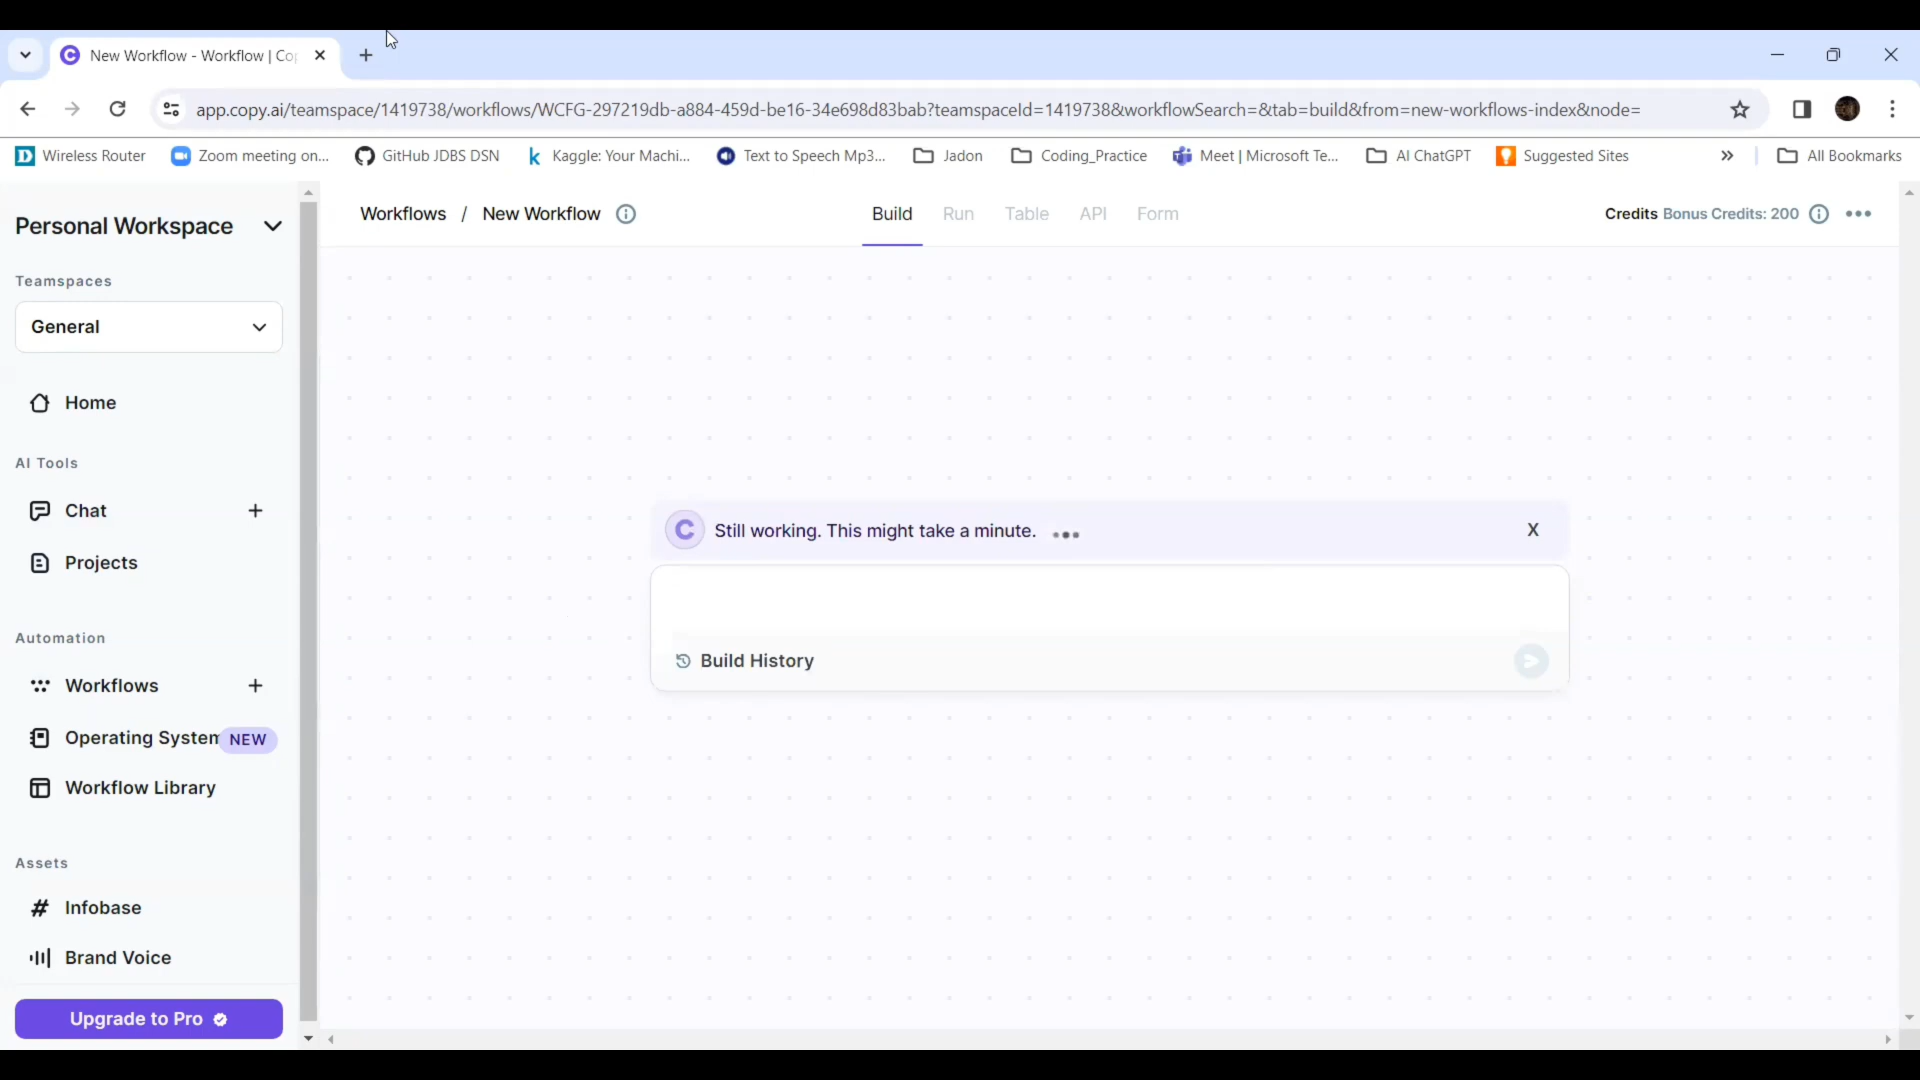 New Workflow - Workflow | Cop
app.copy.ai/teamspace/1419738/workflows/WCFG-297219db-a884-459d-be16-34e698d83bab?teamspaceId=1419738&workflowSearch=&tab=build&from=new-workflows-index&node=
Wireless Router Zoom meeting on... GitHub JDBS DSN Kaggle: Your Machi... Text to Speech Mp3... Jadon Coding_Practice Meet | Microsoft Te... AI ChatGPT Suggested Sites » All Bookmarks
Personal Workspace
Workflows / New Workflow
Build Run Table API Form
Credits Bonus Credits: 200
Teamspaces
General
Home
AI Tools
Chat +
Projects
Automation
Workflows +
Operating System NEW
Workflow Library
Assets
Infobase
Brand Voice
Upgrade to Pro
C Still working. This might take a minute. X
Build History